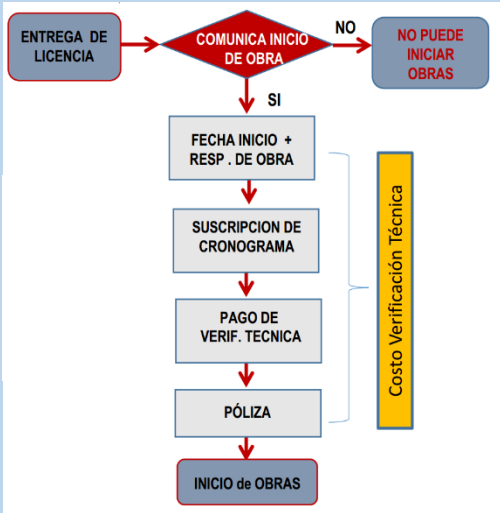 ENTREGA DE
LICENCIA
COMUNICA INICIO
DE OBRA
NO
NO PUEDE
INICIAR
OBRAS
SI
FECHA INICIO +
RESP . DE OBRA
SUSCRIPCION DE
CRONOGRAMA
PAGO DE
VERIF. TECNICA
PÓLIZA
INICIO de OBRAS
Costo Verificación Técnica